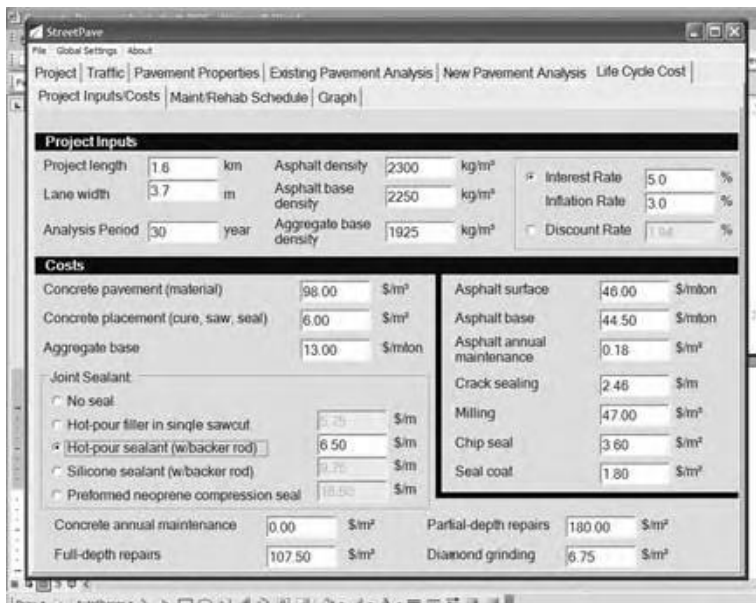 StreetPave
File Global Settings About
Project Traffic Pavement Properties Existing Pavement Analysis New Pavement Analysis Life Cycle Cost
Project Inputs/Costs Maint/Rehab Schedule Graph
Project Inputs
Project length 1.6 km Asphalt density 2300 kg/m³ Interest Rate 5.0 %
Lane width 3.7 m Asphalt base density 2250 kg/m³ Inflation Rate 3.0 %
Analysis Period 30 year Aggregate base density 1925 kg/m³ Discount Rate 1.94 %
Costs
Concrete pavement (material) 98.00 $/m³
Concrete placement (cure, saw, seal) 6.00 $/m²
Aggregate base 13.00 $/mton
Joint Sealant:
No seal
Hot-pour filler in single sawcut 5.75 $/m
Hot-pour sealant (w/backer rod) 6.50 $/m
Silicone sealant (w/backer rod) 9.75 $/m
Preformed neoprene compression seal 16.50 $/m
Asphalt surface 46.00 $/mton
Asphalt base 44.50 $/mton
Asphalt annual maintenance 0.18 $/m²
Crack sealing 2.46 $/m
Milling 47.00 $/m³
Chip seal 3.60 $/m²
Seal coat 1.80 $/m²
Concrete annual maintenance 0.00 $/m² Partial-depth repairs 180.00 $/m²
Full-depth repairs 107.50 $/m² Diamond grinding 6.75 $/m²